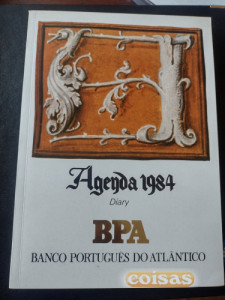 Agenda 1984
Diary
BPA
BANCO PORTUGUÊS DO ATLÂNTICO
coisas